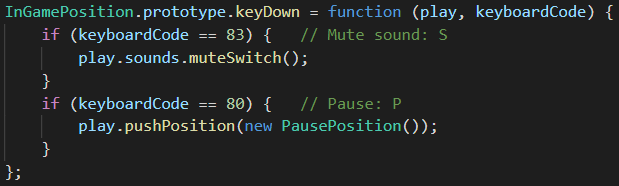 InGamePosition.prototype.keyDown = function (play, keyboardCode) {
    if (keyboardCode == 83) {   // Mute sound: S
        play.sounds.muteSwitch();
    }
    if (keyboardCode == 80) {   // Pause: P
        play.pushPosition(new PausePosition());
    }
};